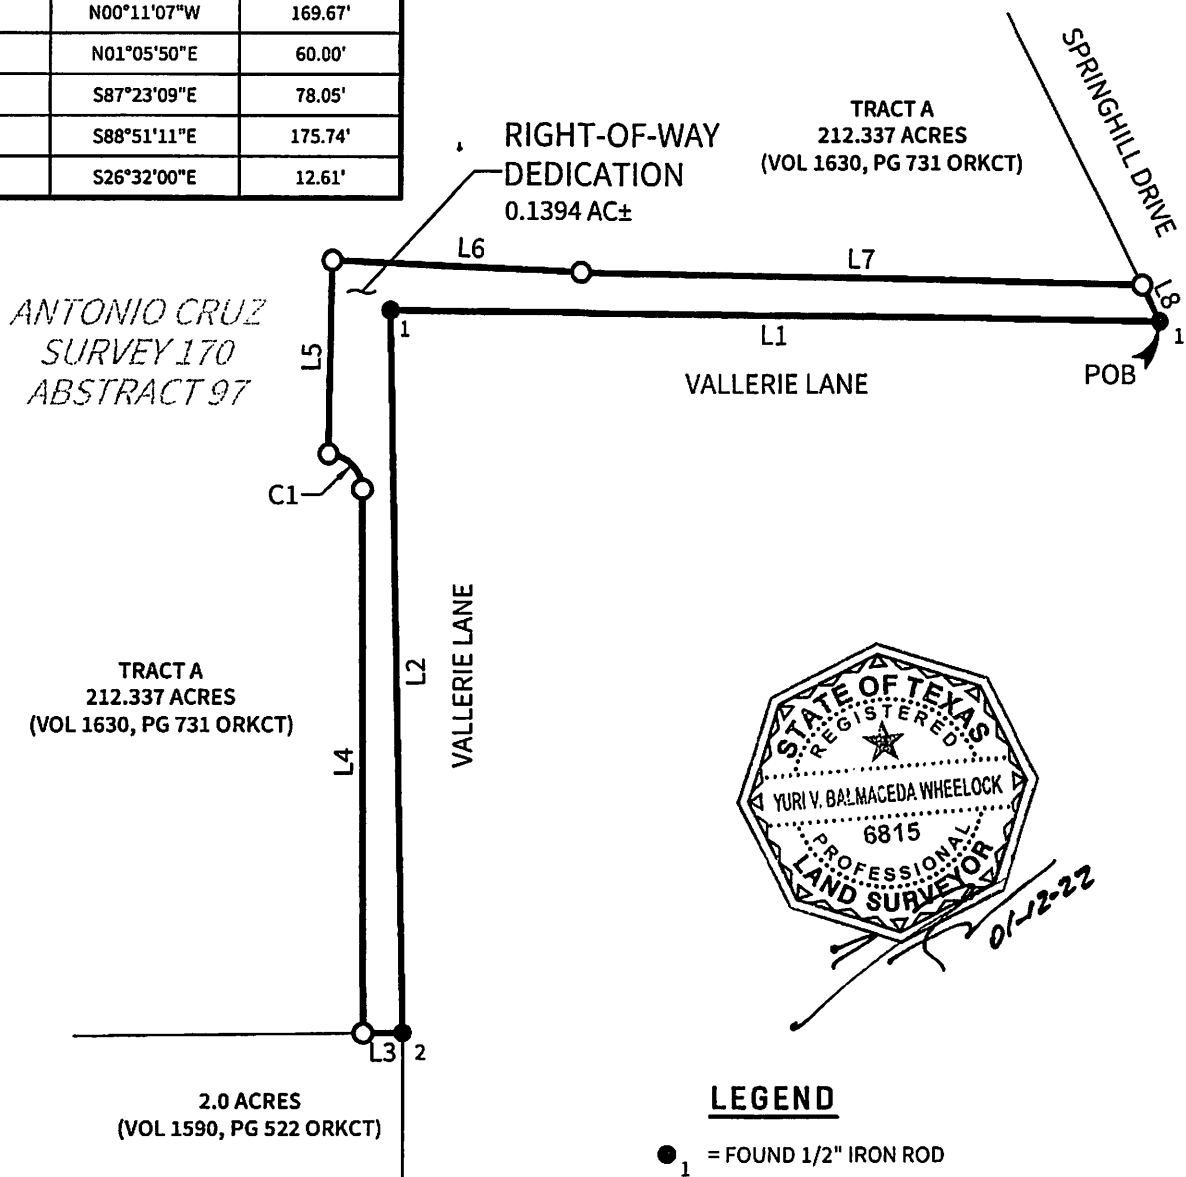 N00°11'07"W 169.67'
N01°05'50"E 60.00'
S87°23'09"E 78.05'
S88°51'11"E 175.74'
S26°32'00"E 12.61'
SPRINGHILL DRIVE
TRACT A
212.337 ACRES
(VOL 1630, PG 731 ORKCT)
RIGHT-OF-WAY
DEDICATION
0.1394 AC±
L6
L7
L8
ANTONIO CRUZ
SURVEY 170
ABSTRACT 97
L5
1
L1
1
POB
VALLERIE LANE
C1
VALLERIE LANE
L2
L4
TRACT A
212.337 ACRES
(VOL 1630, PG 731 ORKCT)
STATE OF TEXAS
REGISTERED
YURI V. BALMACEDA WHEELOCK
6815
PROFESSIONAL
LAND SURVEYOR
01-12-22
L3
2
2.0 ACRES
(VOL 1590, PG 522 ORKCT)
LEGEND
1 = FOUND 1/2" IRON ROD